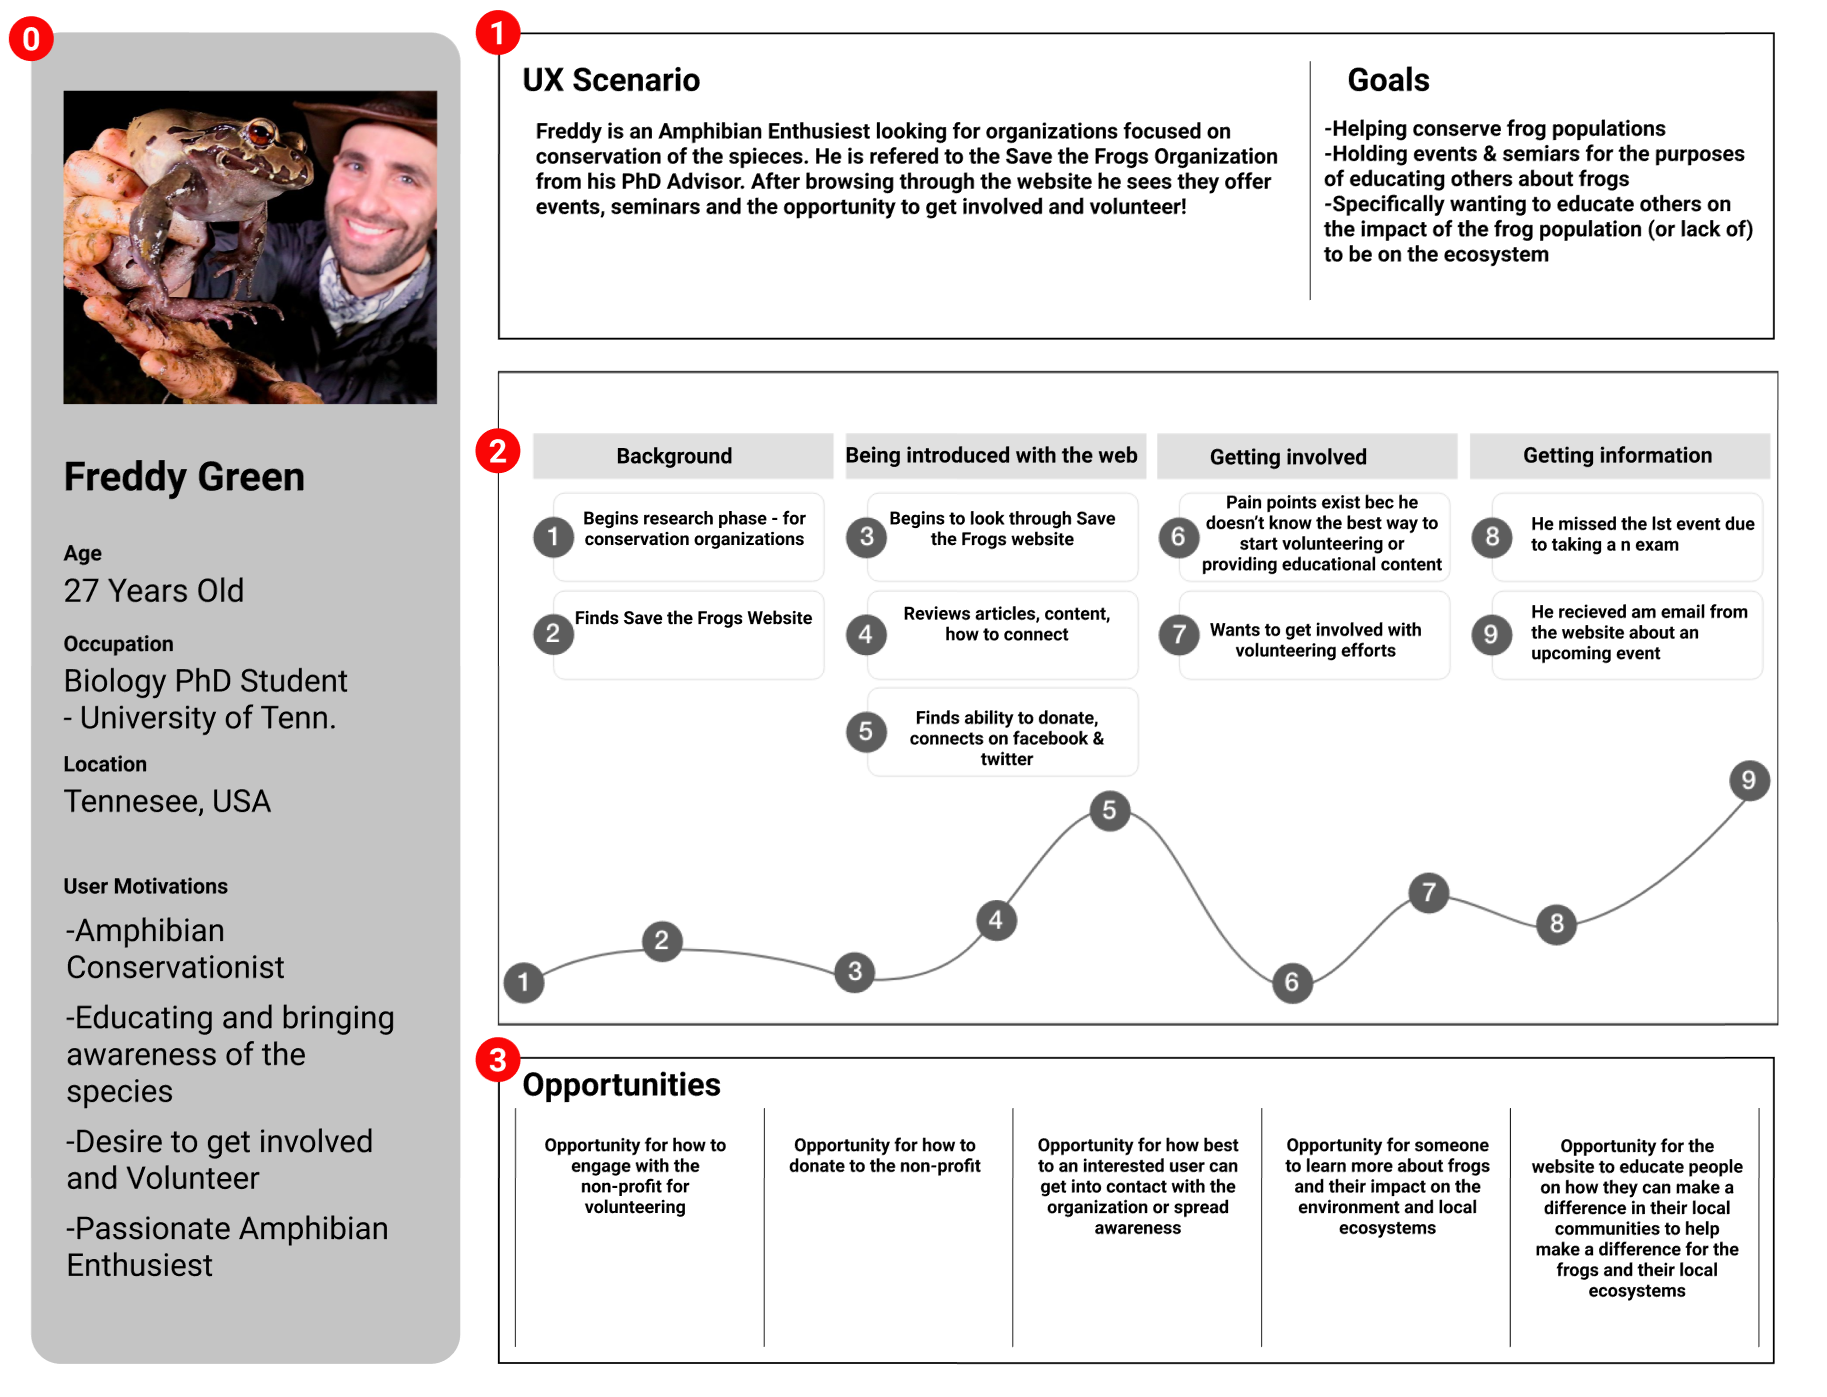 0
Freddy Green
Age
27 Years Old
Occupation
Biology PhD Student
- University of Tenn.
Location
Tennesee, USA
User Motivations
-Amphibian
Conservationist
-Educating and bringing
awareness of the
species
-Desire to get involved
and Volunteer
-Passionate Amphibian
Enthusiest
1
UX Scenario
Freddy is an Amphibian Enthusiest looking for organizations focused on
conservation of the spieces. He is refered to the Save the Frogs Organization
from his PhD Advisor. After browsing through the website he sees they offer
events, seminars and the opportunity to get involved and volunteer!
Goals
-Helping conserve frog populations
-Holding events & semiars for the purposes
of educating others about frogs
-Specifically wanting to educate others on
the impact of the frog population (or lack of)
to be on the ecosystem
2
Background
1
Begins research phase - for
conservation organizations
2
Finds Save the Frogs Website
Being introduced with the web
3
Begins to look through Save
the Frogs website
4
Reviews articles, content,
how to connect
5
Finds ability to donate,
connects on facebook &
twitter
Getting involved
6
Pain points exist bec he
doesn't know the best way to
start volunteering or
providing educational content
7
Wants to get involved with
volunteering efforts
Getting information
8
He missed the lst event due
to taking a n exam
9
He recieved am email from
the website about an
upcoming event
1
2
3
4
5
6
7
8
9
3
Opportunities
Opportunity for how to
engage with the
non-profit for
volunteering
Opportunity for how to
donate to the non-profit
Opportunity for how best
to an interested user can
get into contact with the
organization or spread
awareness
Opportunity for someone
to learn more about frogs
and their impact on the
environment and local
ecosystems
Opportunity for the
website to educate people
on how they can make a
difference in their local
communities to help
make a difference for the
frogs and their local
ecosystems